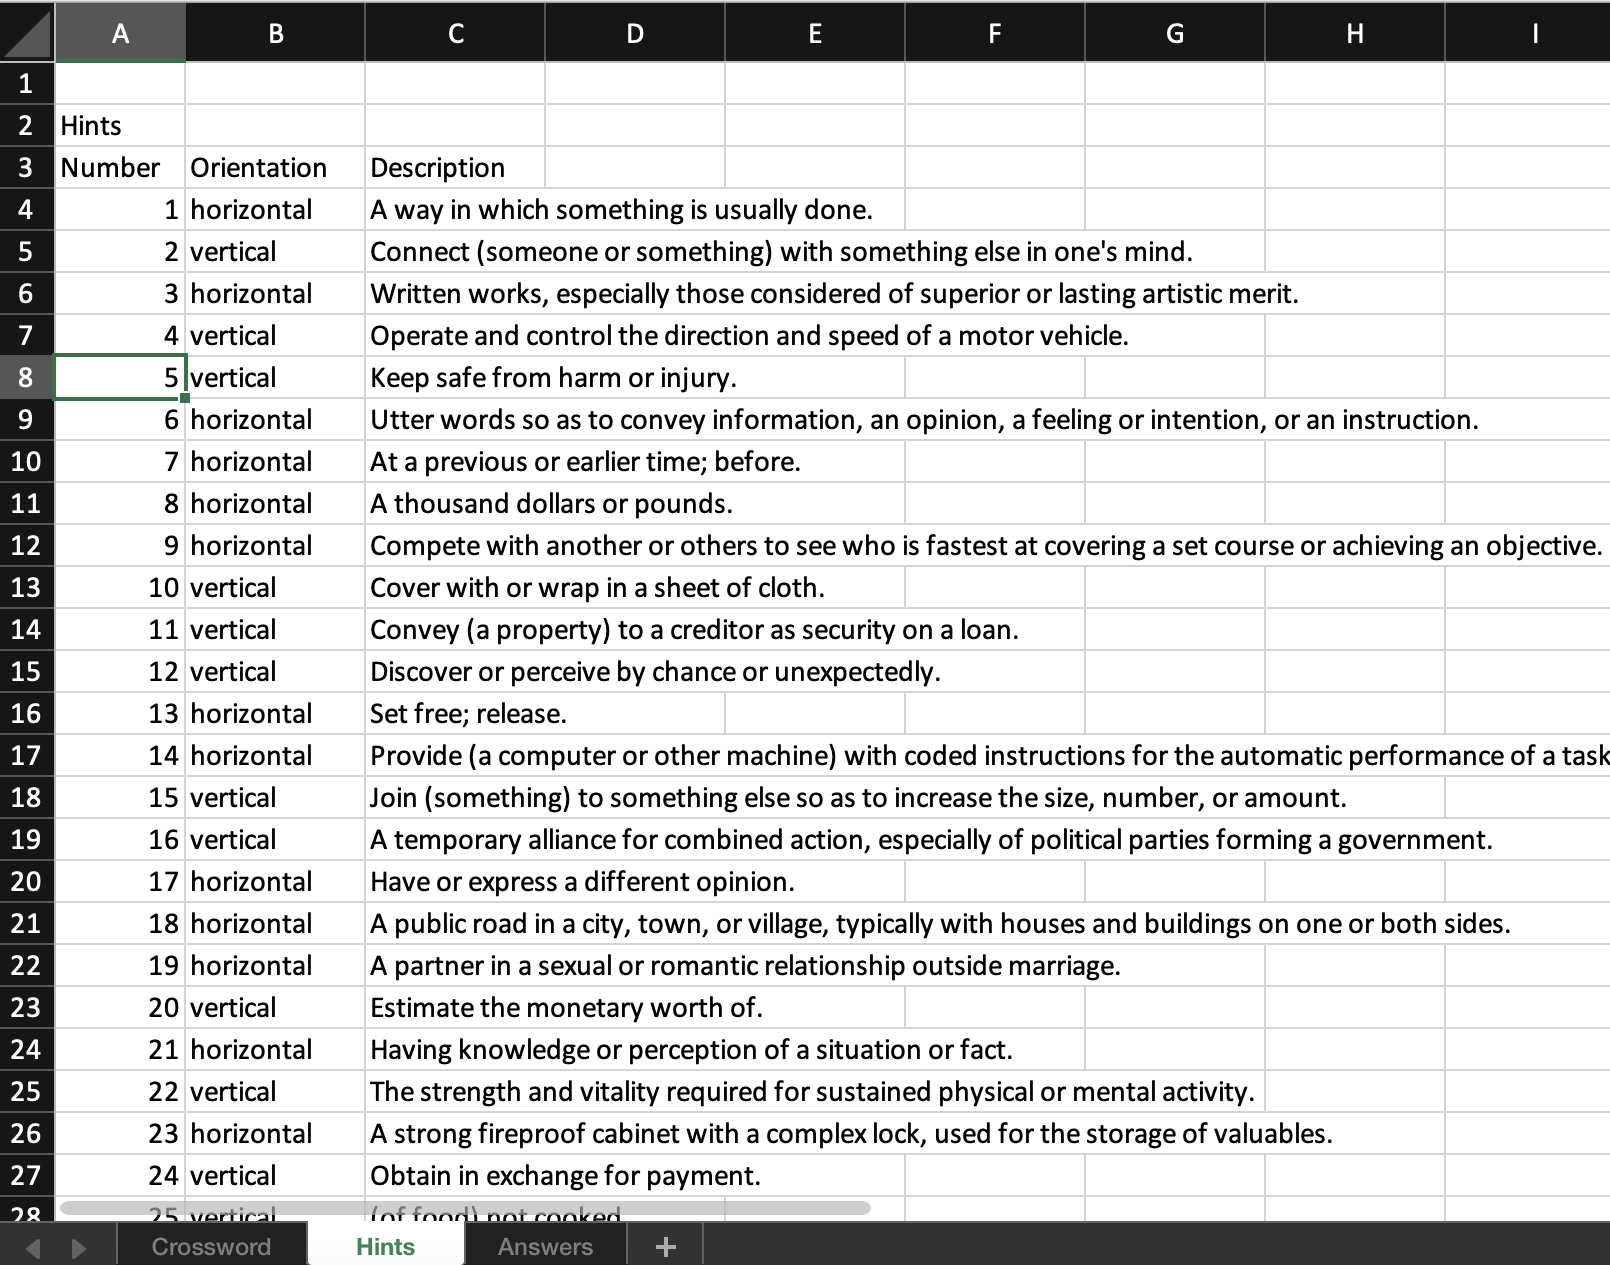 A B C D E F G H I
1
2 Hints
3 Number Orientation Description
4 1 horizontal A way in which something is usually done.
5 2 vertical Connect (someone or something) with something else in one's mind.
6 3 horizontal Written works, especially those considered of superior or lasting artistic merit.
7 4 vertical Operate and control the direction and speed of a motor vehicle.
8 5 vertical Keep safe from harm or injury.
9 6 horizontal Utter words so as to convey information, an opinion, a feeling or intention, or an instruction.
10 7 horizontal At a previous or earlier time; before.
11 8 horizontal A thousand dollars or pounds.
12 9 horizontal Compete with another or others to see who is fastest at covering a set course or achieving an objective.
13 10 vertical Cover with or wrap in a sheet of cloth.
14 11 vertical Convey (a property) to a creditor as security on a loan.
15 12 vertical Discover or perceive by chance or unexpectedly.
16 13 horizontal Set free; release.
17 14 horizontal Provide (a computer or other machine) with coded instructions for the automatic performance of a task
18 15 vertical Join (something) to something else so as to increase the size, number, or amount.
19 16 vertical A temporary alliance for combined action, especially of political parties forming a government.
20 17 horizontal Have or express a different opinion.
21 18 horizontal A public road in a city, town, or village, typically with houses and buildings on one or both sides.
22 19 horizontal A partner in a sexual or romantic relationship outside marriage.
23 20 vertical Estimate the monetary worth of.
24 21 horizontal Having knowledge or perception of a situation or fact.
25 22 vertical The strength and vitality required for sustained physical or mental activity.
26 23 horizontal A strong fireproof cabinet with a complex lock, used for the storage of valuables.
27 24 vertical Obtain in exchange for payment.
28 25 vertical (of food) not cooked
Crossword Hints Answers +